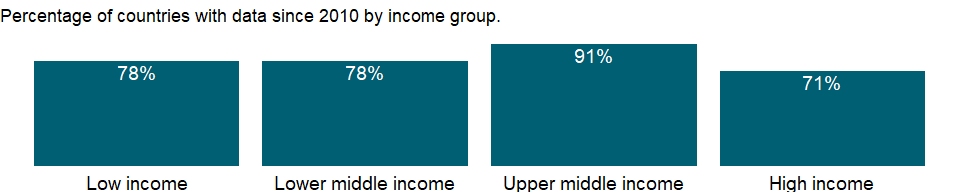 Percentage of countries with data since 2010 by income group.
78%
78%
91%
71%
Low income
Lower middle income
Upper middle income
High income